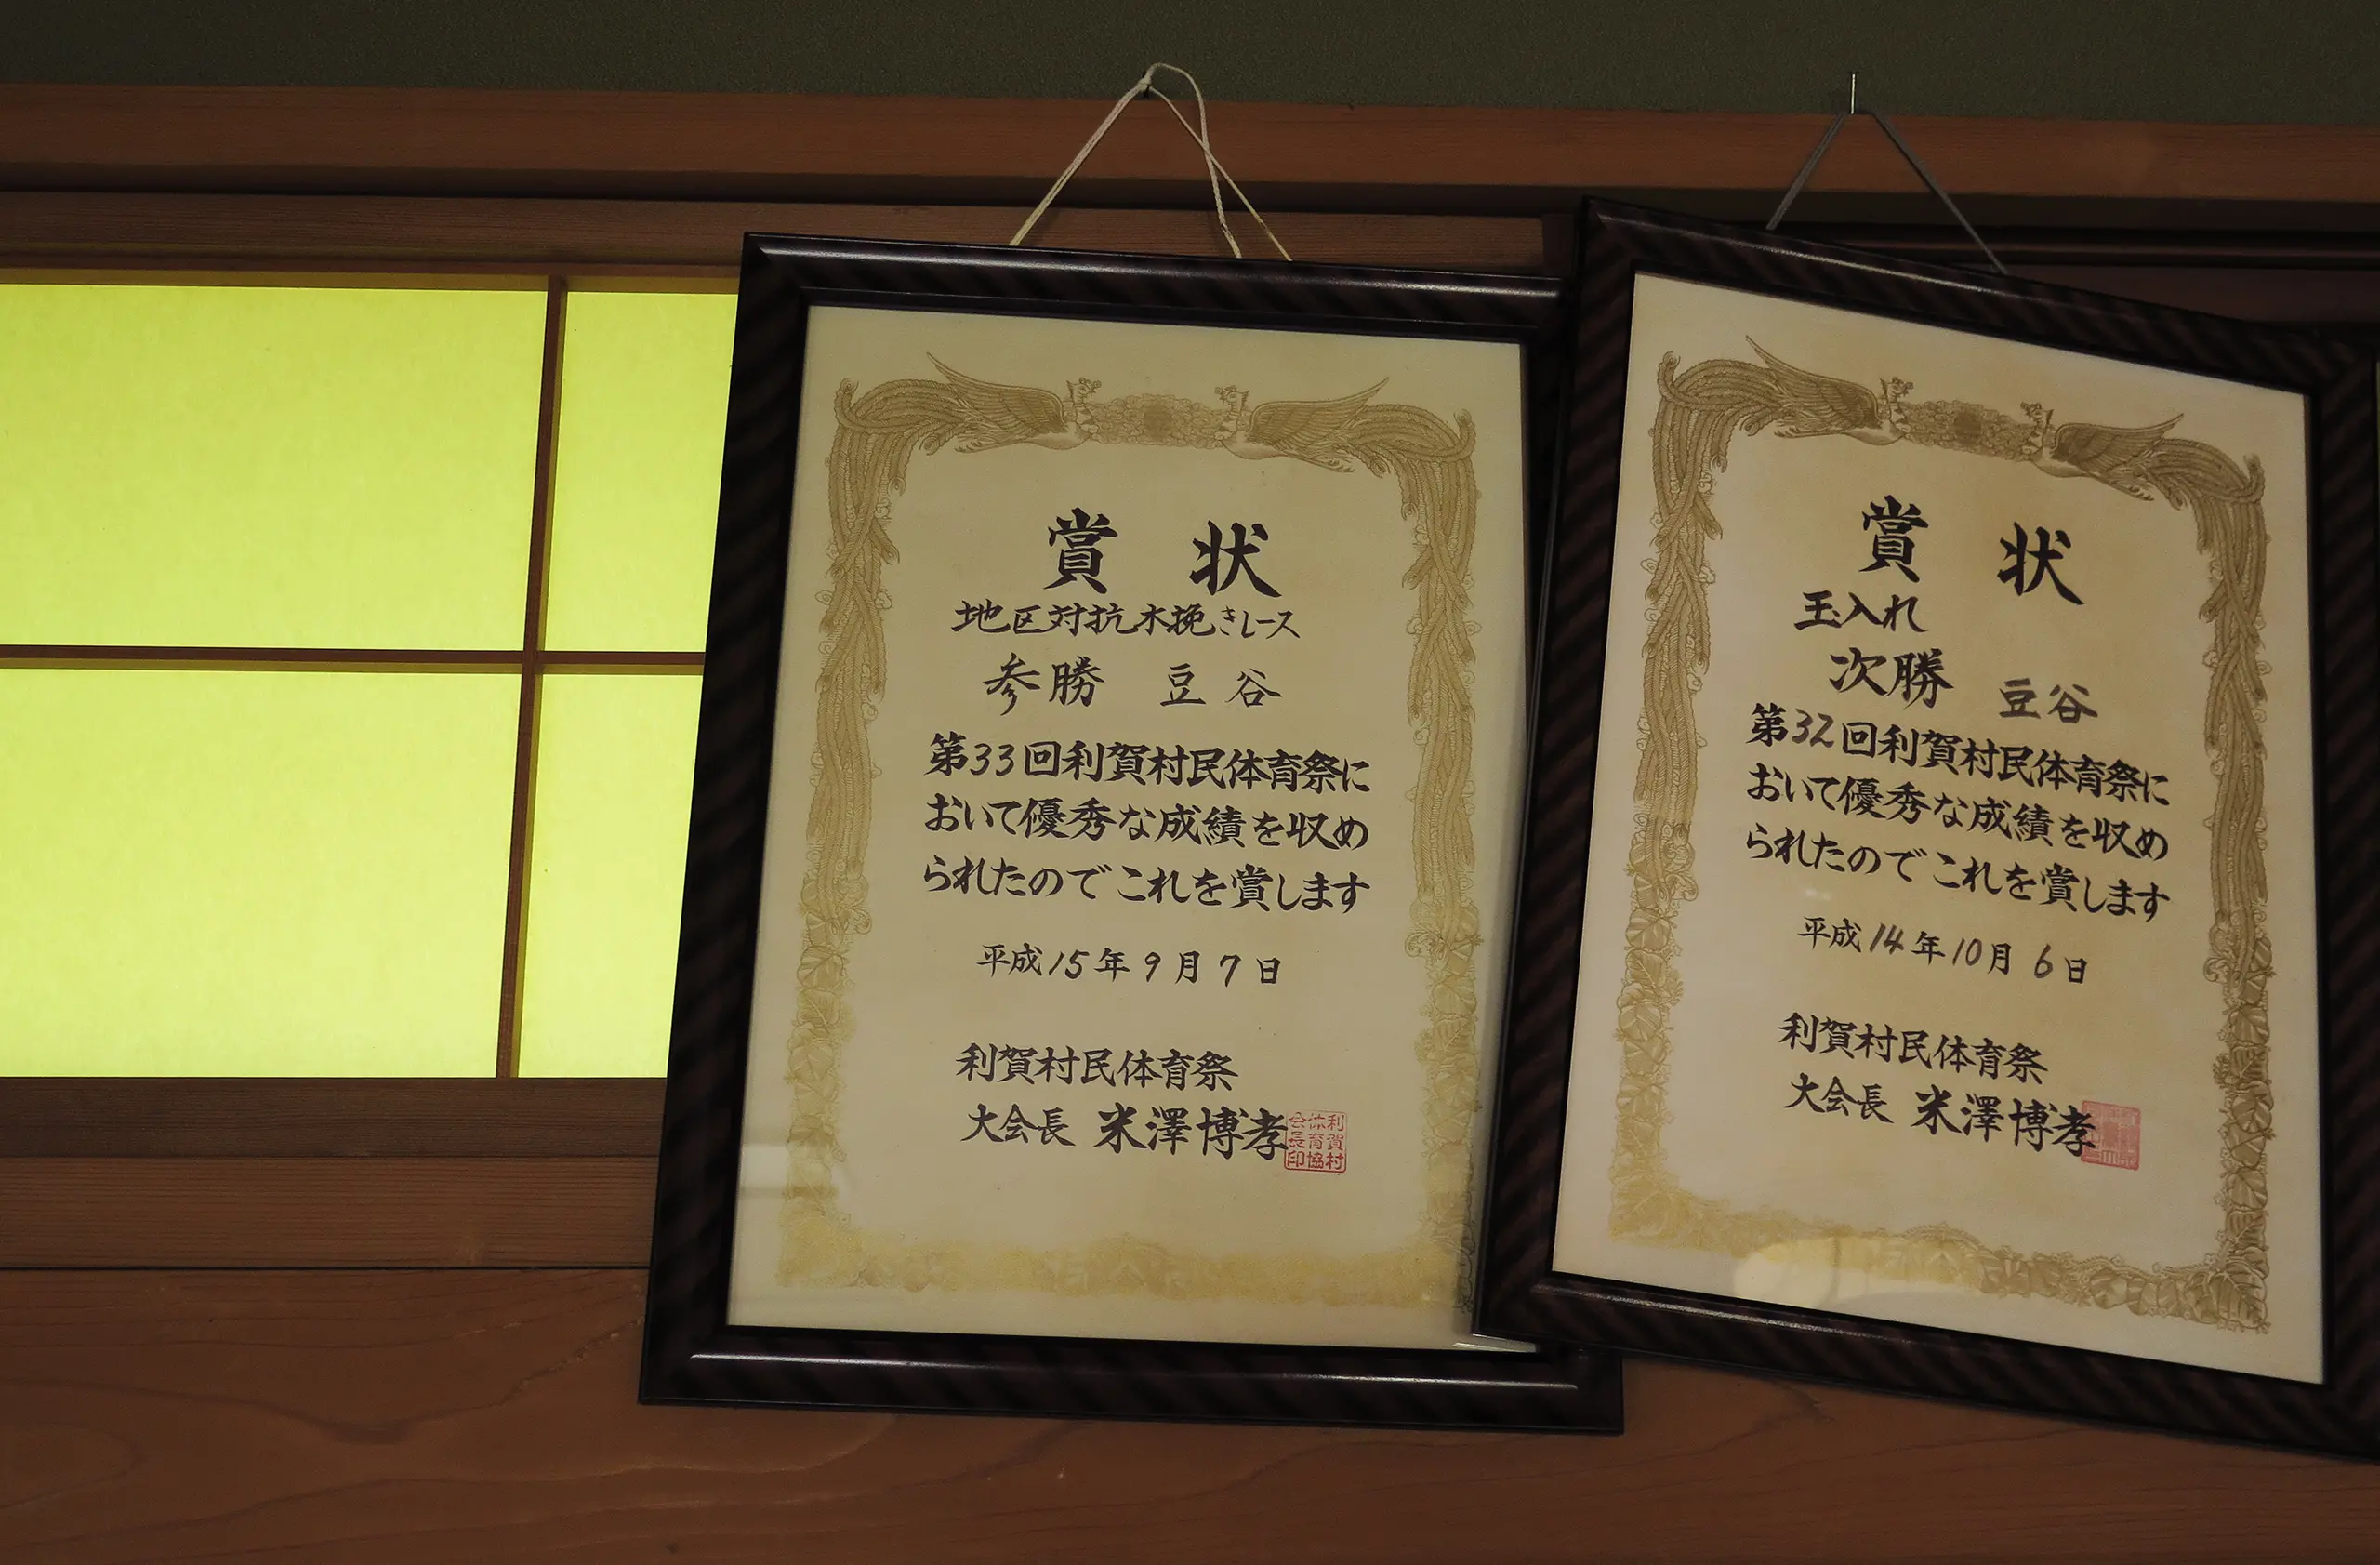 賞状
地区対抗木挽きレース
参勝 豆谷
第33回利賀村民体育祭に
おいて優秀な成績を収め
られたのでこれを賞します
平成15年9月7日
利賀村民体育祭
大会長 米澤博孝
利賀村
体育協
会長印
賞状
玉入れ
次勝 豆谷
第32回利賀村民体育祭に
おいて優秀な成績を収め
られたのでこれを賞します
平成14年10月6日
利賀村民体育祭
大会長 米澤博孝